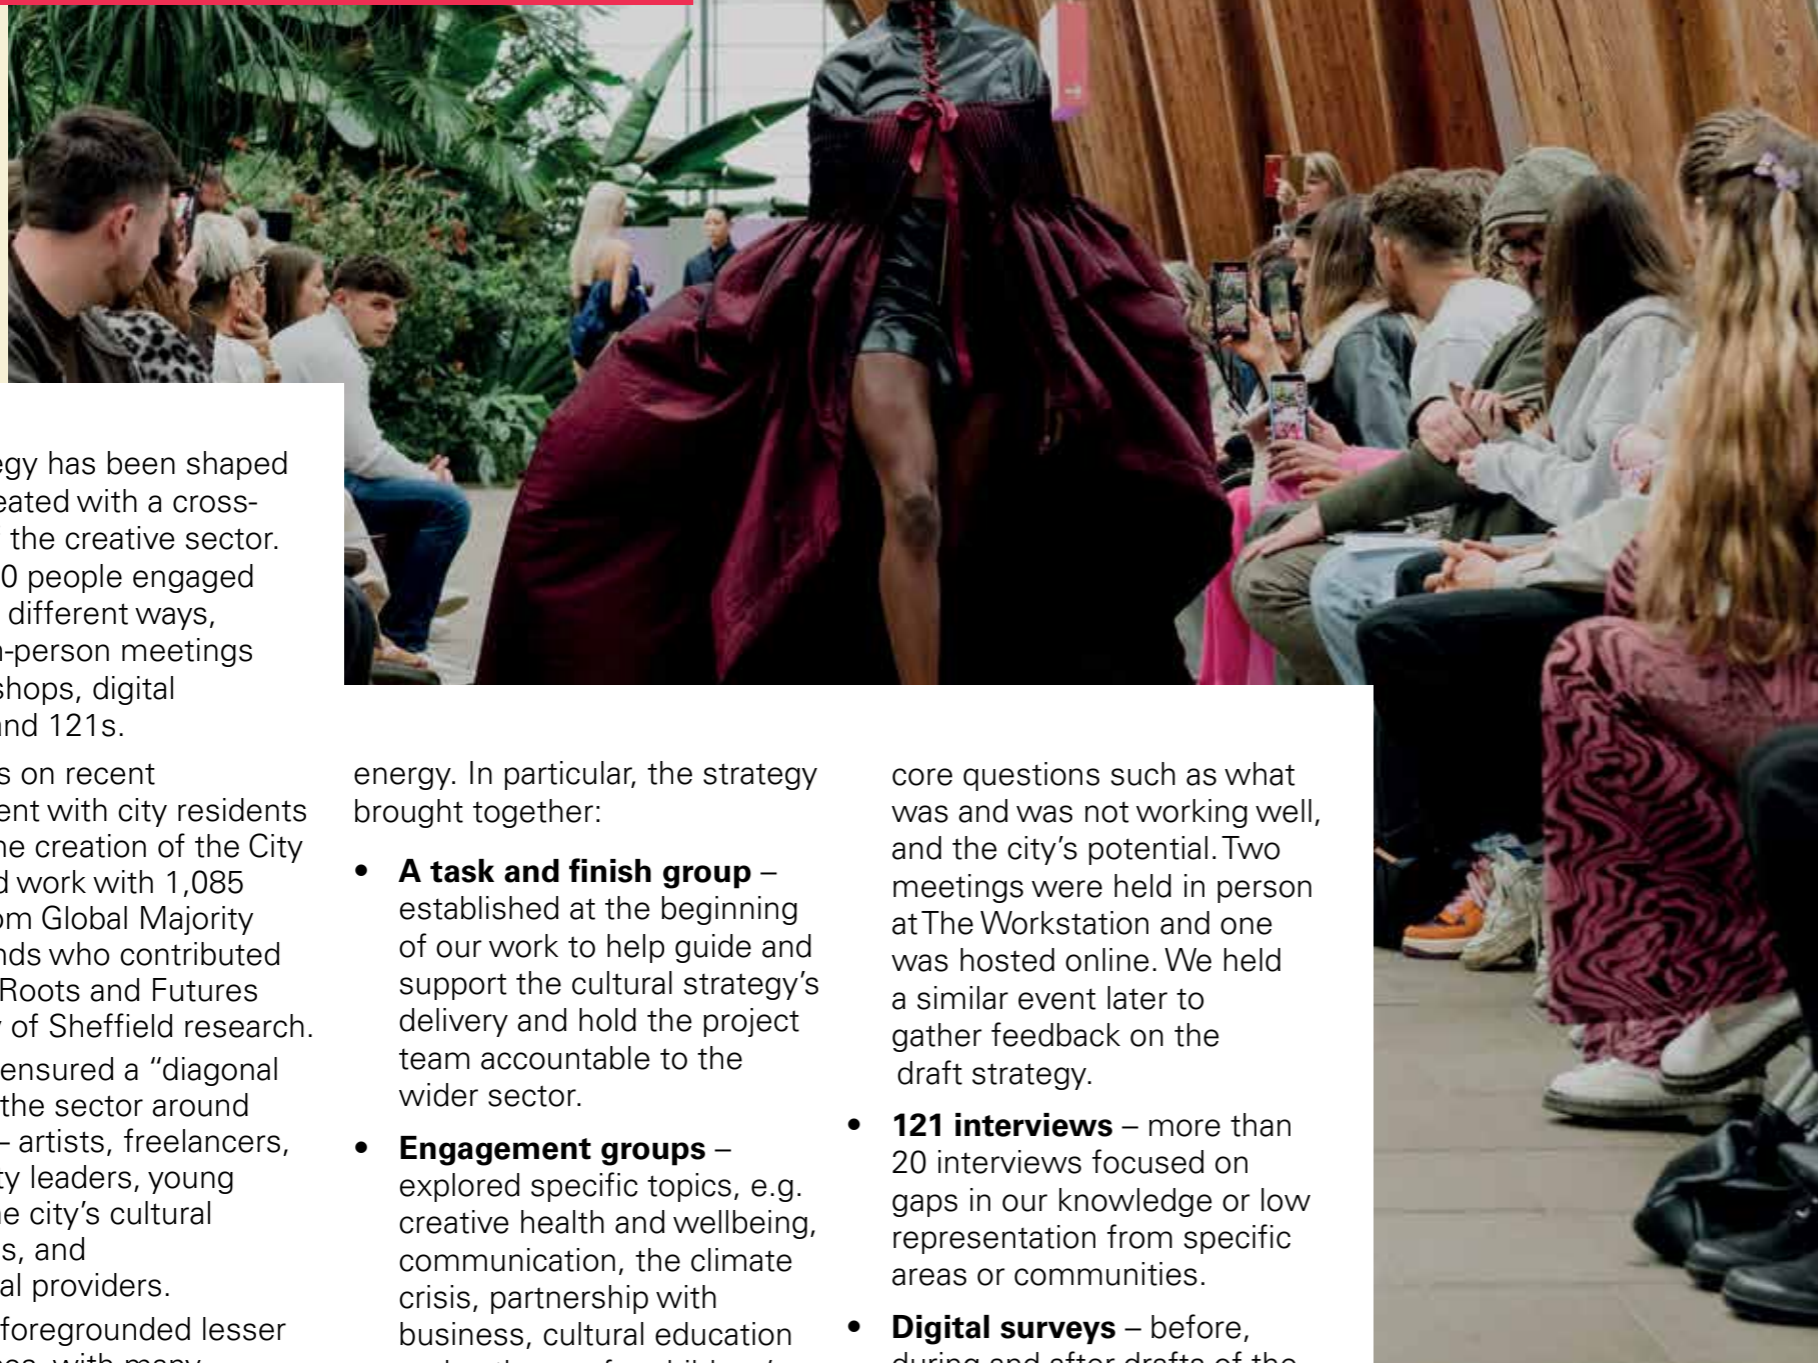 egy has been shaped
eated with a cross-
the creative sector.
0 people engaged
different ways,
-person meetings
shops, digital
and 121s.
s on recent
ent with city residents
he creation of the City
d work with 1,085
om Global Majority
nds who contributed
Roots and Futures
y of Sheffield research.
ensured a “diagonal
the sector around
– artists, freelancers,
ty leaders, young
e city’s cultural
s, and
al providers.
foregrounded lesser
energy. In particular, the strategy
brought together:
• A task and finish group –
established at the beginning
of our work to help guide and
support the cultural strategy’s
delivery and hold the project
team accountable to the
wider sector.
• Engagement groups –
explored specific topics, e.g.
creative health and wellbeing,
communication, the climate
crisis, partnership with
business, cultural education
core questions such as what
was and was not working well,
and the city’s potential. Two
meetings were held in person
at The Workstation and one
was hosted online. We held
a similar event later to
gather feedback on the
draft strategy.
• 121 interviews – more than
20 interviews focused on
gaps in our knowledge or low
representation from specific
areas or communities.
• Digital surveys – before,
during and after drafts of the